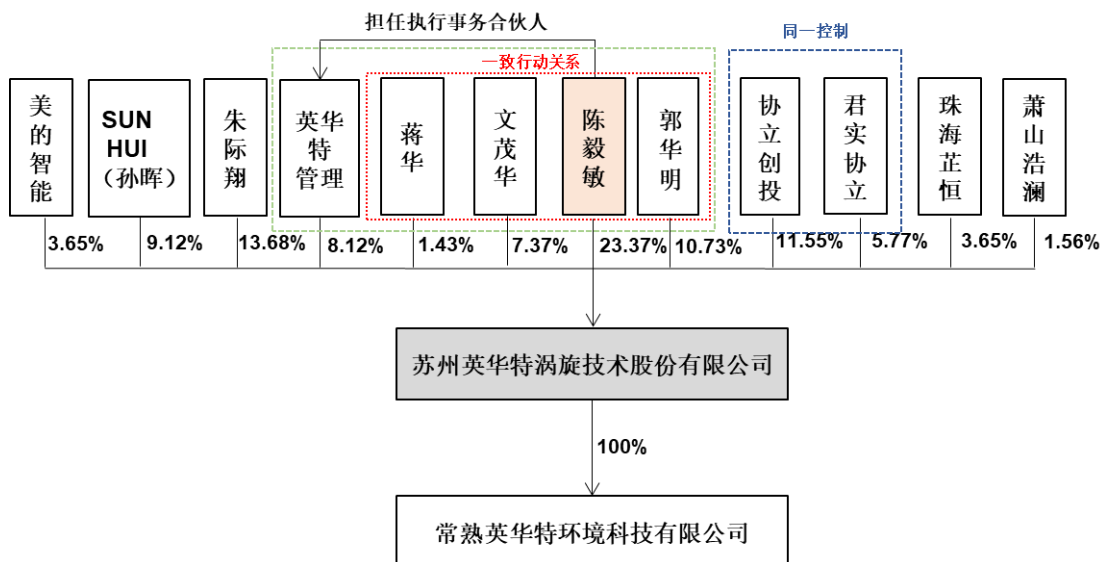 担任执行事务合伙人
同一控制
一致行动关系
美的智能
SUN
HUI
（孙晖）
朱际翔
英华
特
管理
蒋华
文茂华
陈毅敏
郭华明
协立创投
君实协立
珠海芷恒
萧山浩澜
3.65%
9.12%
13.68%
8.12%
1.43%
7.37%
23.37%
10.73%
11.55%
5.77%
3.65%
1.56%
苏州英华特涡旋技术股份有限公司
100%
常熟英华特环境科技有限公司